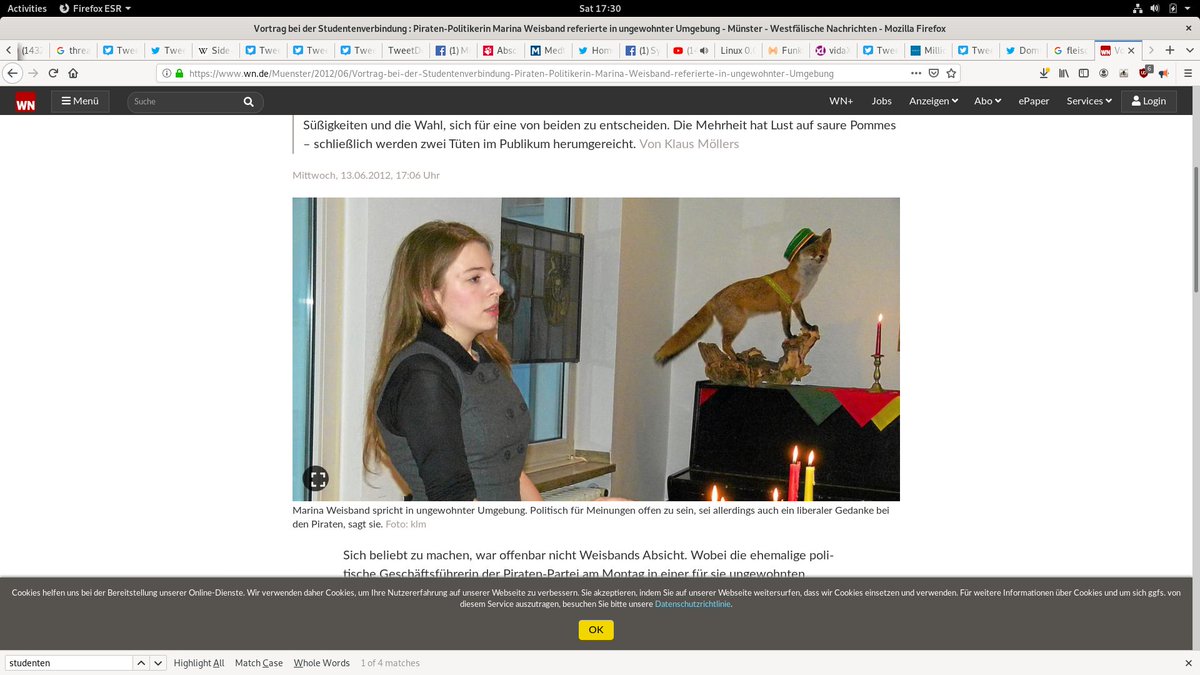 Activities Firefox ESR Sat 17:30
Vortrag bei der Studentenverbindung : Piraten-Politikerin Marina Weisband referierte in ungewohnter Umgebung - Münster - Westfälische Nachrichten - Mozilla Firefox
(143 threa Twe Twe Side Twe Twe Twe TweetD (1) M Absc Med Hom (1) Sy (1 Linux 0. Funk vidaX Twe Millic Twe Dom fleisc
https://www.wn.de/Muenster/2012/06/Vortrag-bei-der-Studentenverbindung-Piraten-Politikerin-Marina-Weisband-referierte-in-ungewohnter-Umgebung
WN Menü Suche WN+ Jobs Anzeigen Abo ePaper Services Login
Süßigkeiten und die Wahl, sich für eine von beiden zu entscheiden. Die Mehrheit hat Lust auf saure Pommes
– schließlich werden zwei Tüten im Publikum herumgereicht. Von Klaus Möllers
Mittwoch, 13.06.2012, 17:06 Uhr
Marina Weisband spricht in ungewohnter Umgebung. Politisch für Meinungen offen zu sein, sei allerdings auch ein liberaler Gedanke bei
den Piraten, sagt sie. Foto: klm
Sich beliebt zu machen, war offenbar nicht Weisbands Absicht. Wobei die ehemalige poli-
tische Geschäftsführerin der Piraten-Partei am Montag in einer für sie ungewohnten
Cookies helfen uns bei der Bereitstellung unserer Online-Dienste. Wir verwenden daher Cookies, um Ihre Nutzererfahrung auf unserer Webseite zu verbessern. Sie akzeptieren, indem Sie auf unserer Webseite weitersurfen, dass wir Cookies einsetzen und verwenden. Für weitere Informationen über Cookies und um sich ggfs. von
diesem Service auszutragen, besuchen Sie bitte unsere Datenschutzrichtlinie.
OK
studenten Highlight All Match Case Whole Words 1 of 4 matches